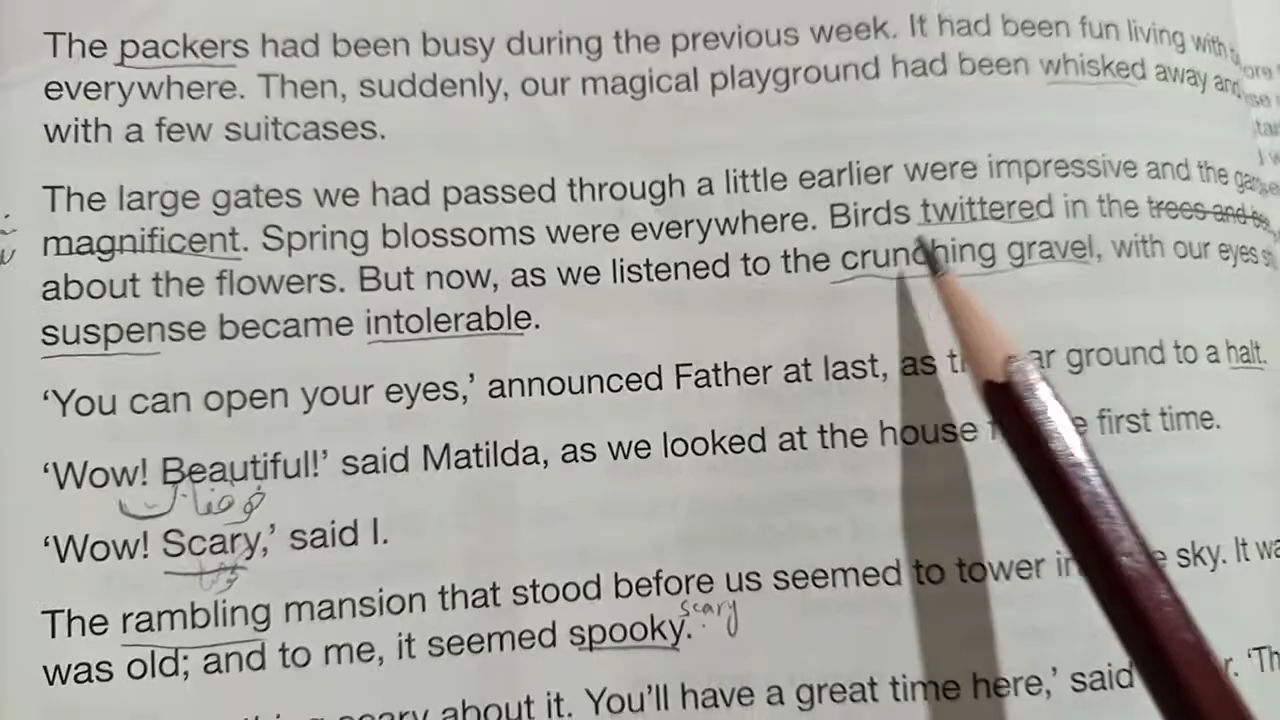 The packers had been busy during the previous week. It had been fun living with
everywhere. Then, suddenly, our magical playground had been whisked away and
with a few suitcases.
The large gates we had passed through a little earlier were impressive and the
magnificent. Spring blossoms were everywhere. Birds twittered in the trees and
about the flowers. But now, as we listened to the crunching gravel, with our eyes
suspense became intolerable.
‘You can open your eyes,’ announced Father at last, as ground to a halt.
‘Wow! Beautiful!’ said Matilda, as we looked at the house first time.
‘Wow! Scary,’ said I.
The rambling mansion that stood before us seemed to tower sky. It
scary
was old; and to me, it seemed spooky.
about it. You’ll have a great time here,’ said